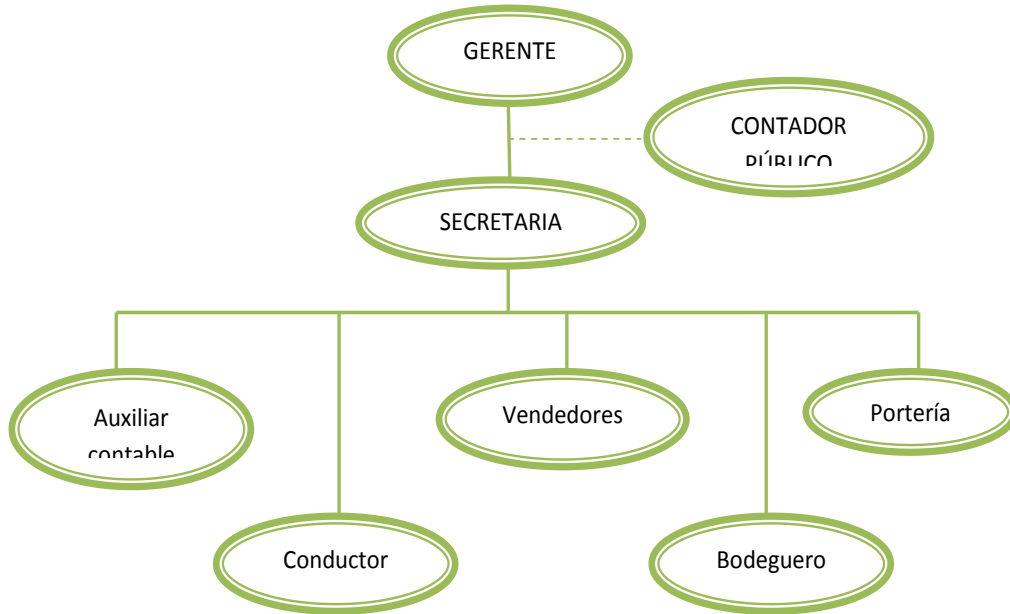 GERENTE
CONTADOR
PÚBLICO
SECRETARIA
Auxiliar
contable
Vendedores
Portería
Conductor
Bodeguero